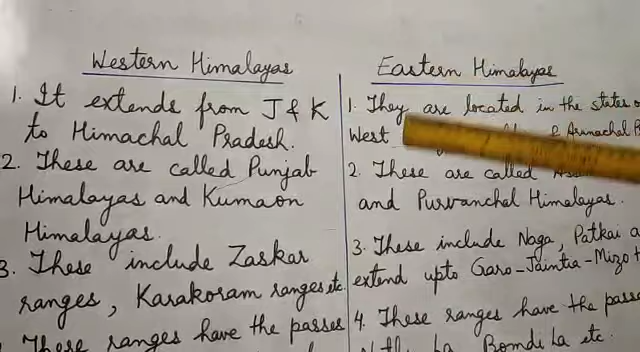 Western Himalayas
1. It extends from J & K
to Himachal Pradesh.
2. These are called Punjab
Himalayas and Kumaon
Himalayas.
3. These include Zaskar
ranges, Karakoram ranges etc.
These ranges have the passes
Eastern Himalayas
1. They are located in the states
West & Arunachal
2. These are called
and Purvanchal Himalayas.
3. These include Naga, Patkai
extend upto Garo-Jaintia-Mizo
4. These ranges have the
La, Bomdi La etc.